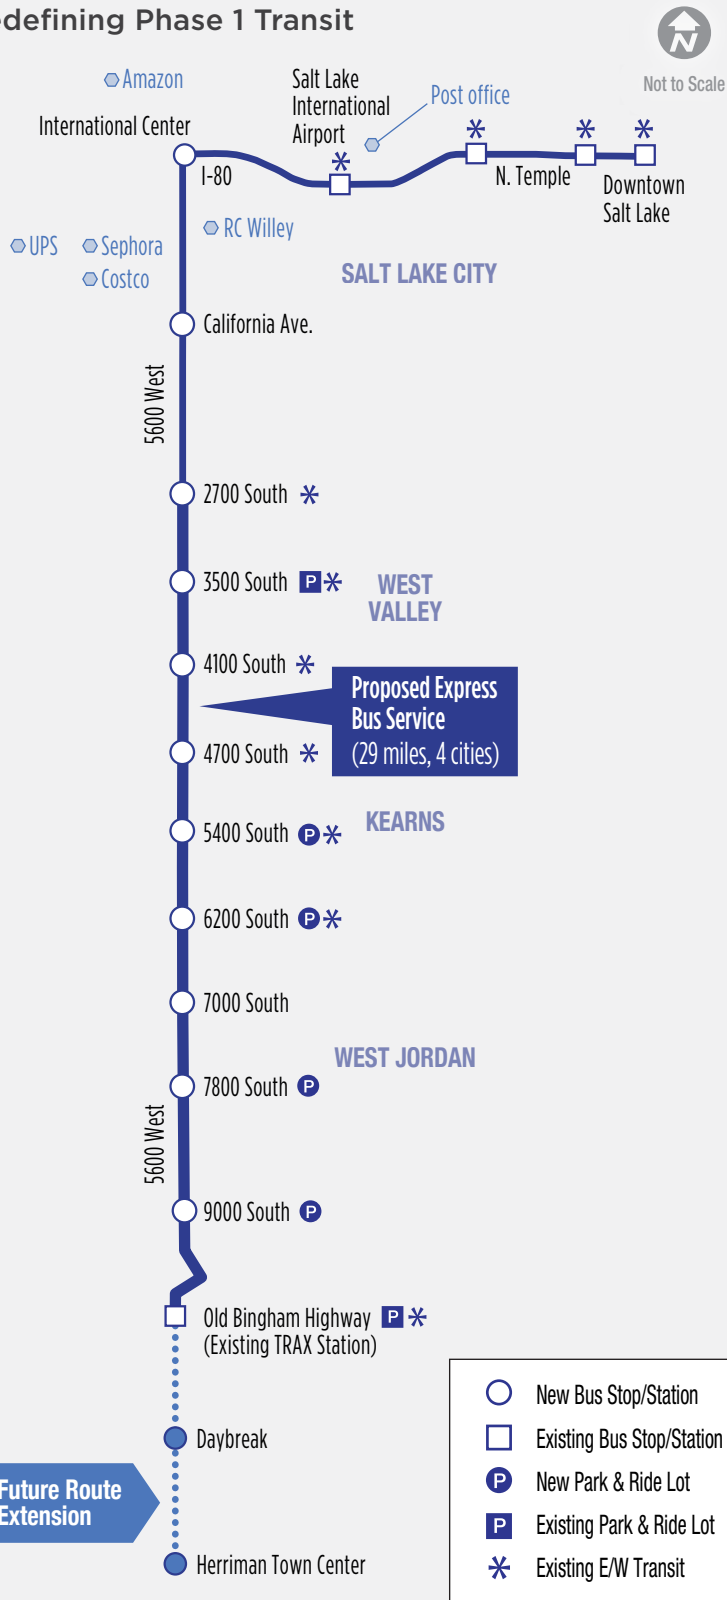 edefining Phase 1 Transit
N
Not to Scale
Amazon
Salt Lake
International
Airport
Post office
International Center
I-80
N. Temple
Downtown
Salt Lake
RC Willey
UPS
Sephora
Costco
SALT LAKE CITY
California Ave.
5600 West
2700 South
3500 South P
WEST
VALLEY
4100 South
Proposed Express
Bus Service
(29 miles, 4 cities)
4700 South
KEARNS
5400 South P
6200 South P
7000 South
WEST JORDAN
7800 South P
5600 West
9000 South P
Old Bingham Highway P
(Existing TRAX Station)
Daybreak
Future Route
Extension
Herriman Town Center
New Bus Stop/Station
Existing Bus Stop/Station
P New Park & Ride Lot
P Existing Park & Ride Lot
Existing E/W Transit